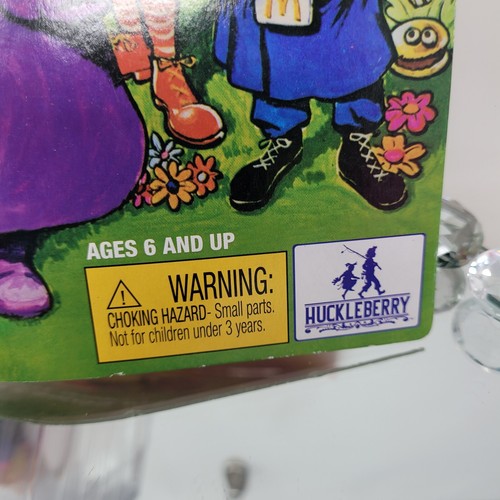 M
AGES 6 AND UP
WARNING:
CHOKING HAZARD- Small parts.
Not for children under 3 years.
HUCKLEBERRY